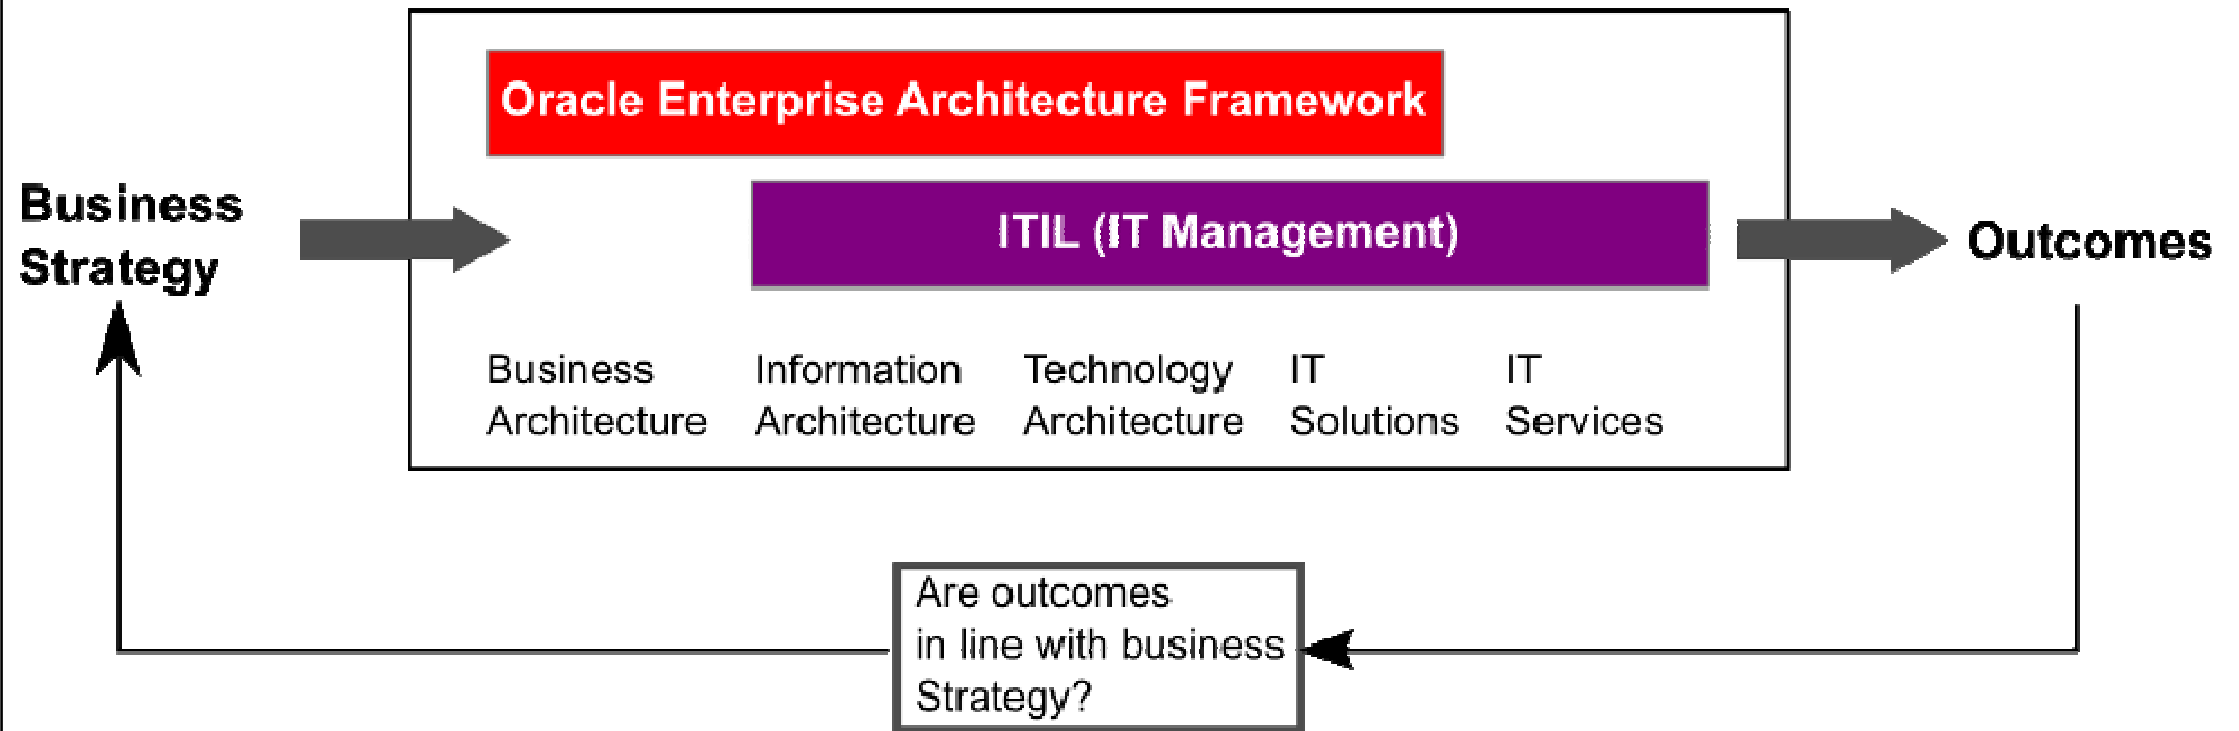 Oracle Enterprise Architecture Framework
Business
Strategy
ITIL (IT Management)
Outcomes
Business
Architecture
Information
Architecture
Technology
Architecture
IT
Solutions
IT
Services
Are outcomes
in line with business
Strategy?